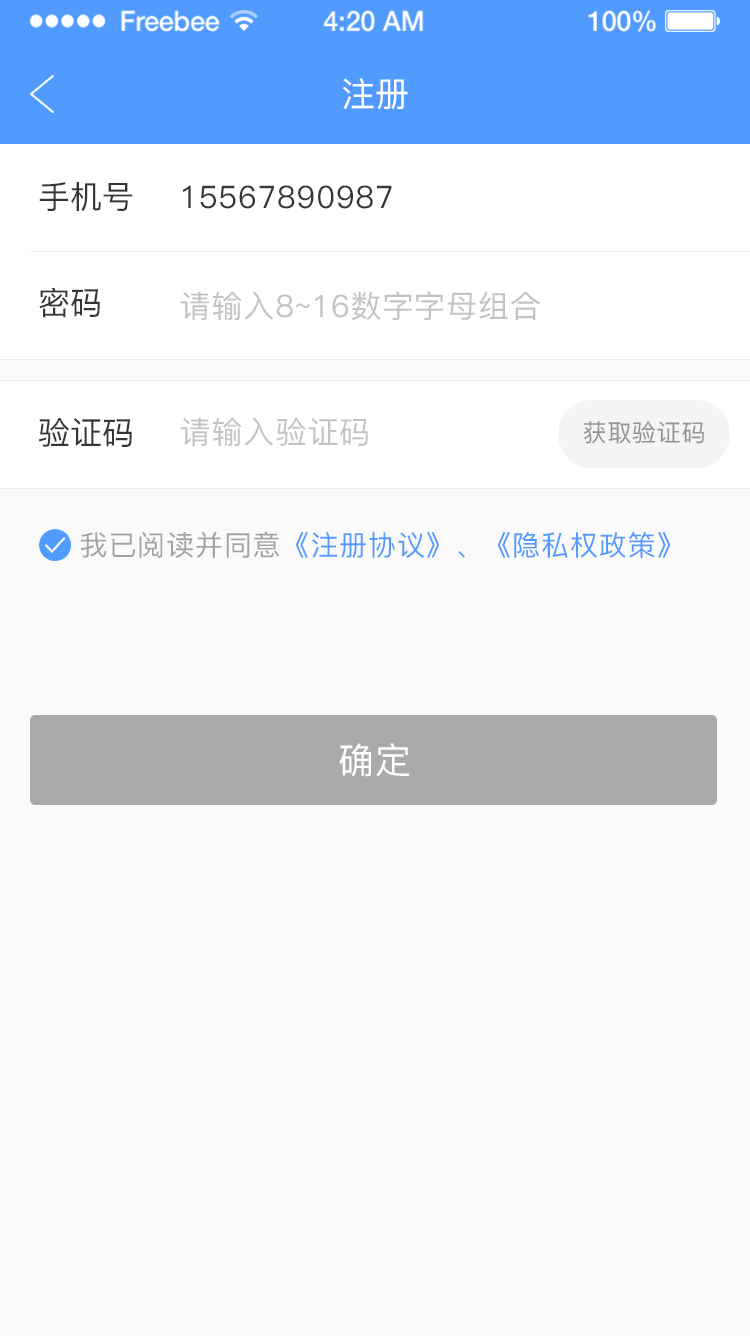 Freebee 4:20 AM 100%
注册
手机号 15567890987
密码 请输入8~16数字字母组合
验证码 请输入验证码 获取验证码
我已阅读并同意《注册协议》、《隐私权政策》
确定